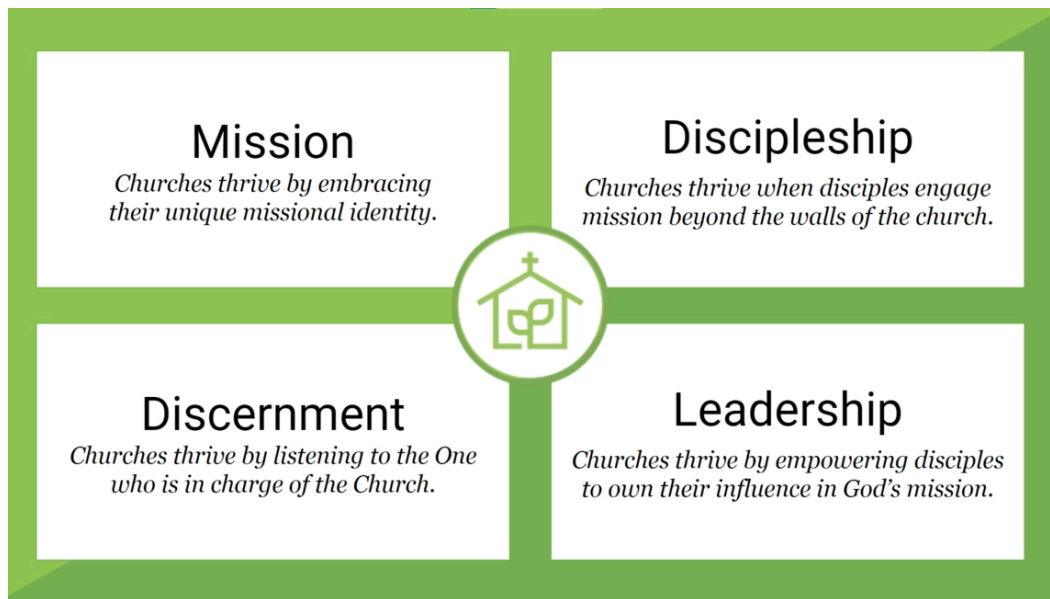 Mission
Churches thrive by embracing
their unique missional identity.
Discipleship
Churches thrive when disciples engage
mission beyond the walls of the church.
Discernment
Churches thrive by listening to the One
who is in charge of the Church.
Leadership
Churches thrive by empowering disciples
to own their influence in God’s mission.